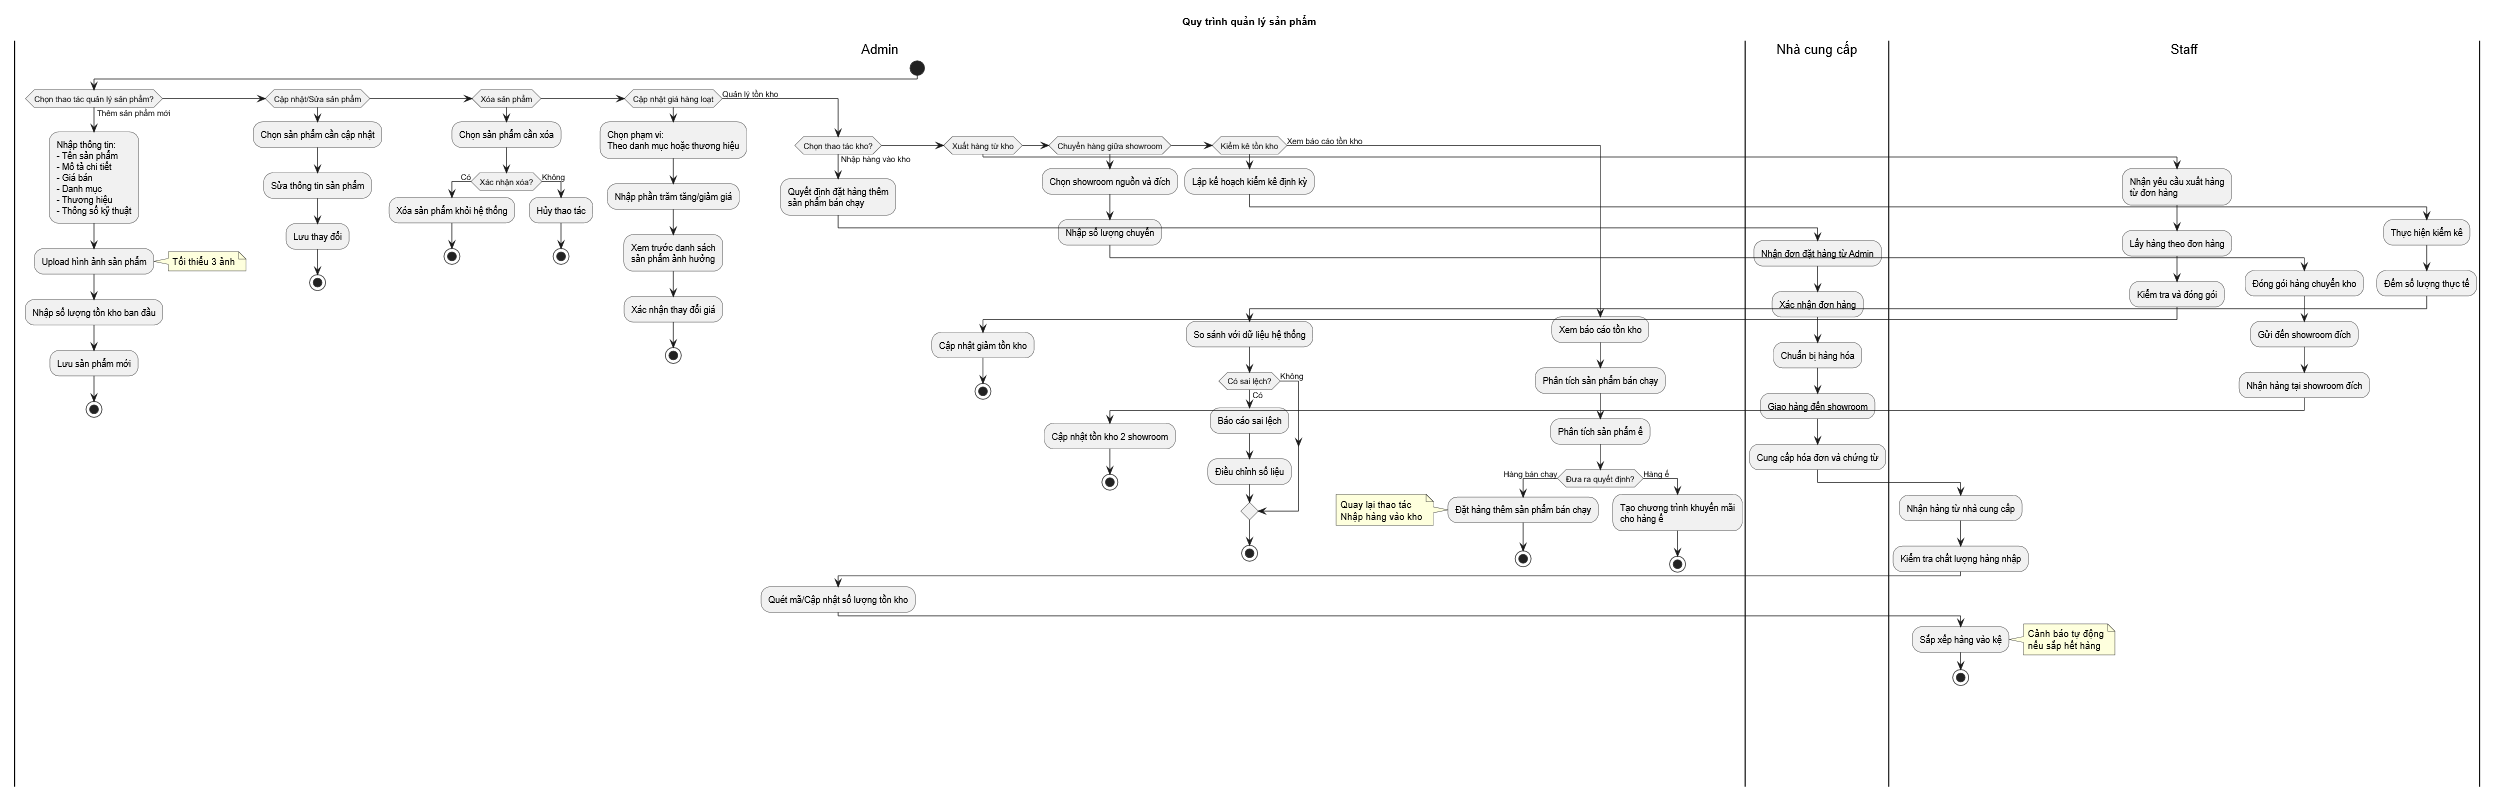 Quy trình quản lý sản phẩm
Admin
Nhà cung cấp
Staff
Chọn thao tác quản lý sản phẩm?
Thêm sản phẩm mới
Nhập thông tin:
- Tên sản phẩm
- Mô tả chi tiết
- Giá bán
- Danh mục
- Thương hiệu
- Thông số kỹ thuật
Upload hình ảnh sản phẩm
Tối thiểu 3 ảnh
Nhập số lượng tồn kho ban đầu
Lưu sản phẩm mới
Cập nhật/Sửa sản phẩm
Chọn sản phẩm cần cập nhật
Sửa thông tin sản phẩm
Lưu thay đổi
Xóa sản phẩm
Chọn sản phẩm cần xóa
Có
Xác nhận xóa?
Không
Xóa sản phẩm khỏi hệ thống
Hủy thao tác
Cập nhật giá hàng loạt
Chọn phạm vi:
Theo danh mục hoặc thương hiệu
Nhập phần trăm tăng/giảm giá
Xem trước danh sách
sản phẩm ảnh hưởng
Xác nhận thay đổi giá
Quản lý tồn kho
Chọn thao tác kho?
Nhập hàng vào kho
Quyết định đặt hàng thêm
sản phẩm bán chạy
Xuất hàng từ kho
Chuyển hàng giữa showroom
Chọn showroom nguồn và đích
Nhập số lượng chuyển
Kiểm kê tồn kho
Lập kế hoạch kiểm kê định kỳ
Xem báo cáo tồn kho
Nhận đơn đặt hàng từ Admin
Xác nhận đơn hàng
Chuẩn bị hàng hóa
Giao hàng đến showroom
Cung cấp hóa đơn và chứng từ
Nhận yêu cầu xuất hàng
từ đơn hàng
Lấy hàng theo đơn hàng
Kiểm tra và đóng gói
Thực hiện kiểm kê
Đếm số lượng thực tế
Đóng gói hàng chuyển kho
Gửi đến showroom đích
Nhận hàng tại showroom đích
Cập nhật giảm tồn kho
So sánh với dữ liệu hệ thống
Có sai lệch?
Không
Có
Báo cáo sai lệch
Điều chỉnh số liệu
Cập nhật tồn kho 2 showroom
Xem báo cáo tồn kho
Phân tích sản phẩm bán chạy
Phân tích sản phẩm ế
Hàng bán chạy
Đưa ra quyết định?
Hàng ế
Quay lại thao tác
Nhập hàng vào kho
Đặt hàng thêm sản phẩm bán chạy
Tạo chương trình khuyến mãi
cho hàng ế
Nhận hàng từ nhà cung cấp
Kiểm tra chất lượng hàng nhập
Quét mã/Cập nhật số lượng tồn kho
Sắp xếp hàng vào kệ
Cảnh báo tự động
nếu sắp hết hàng